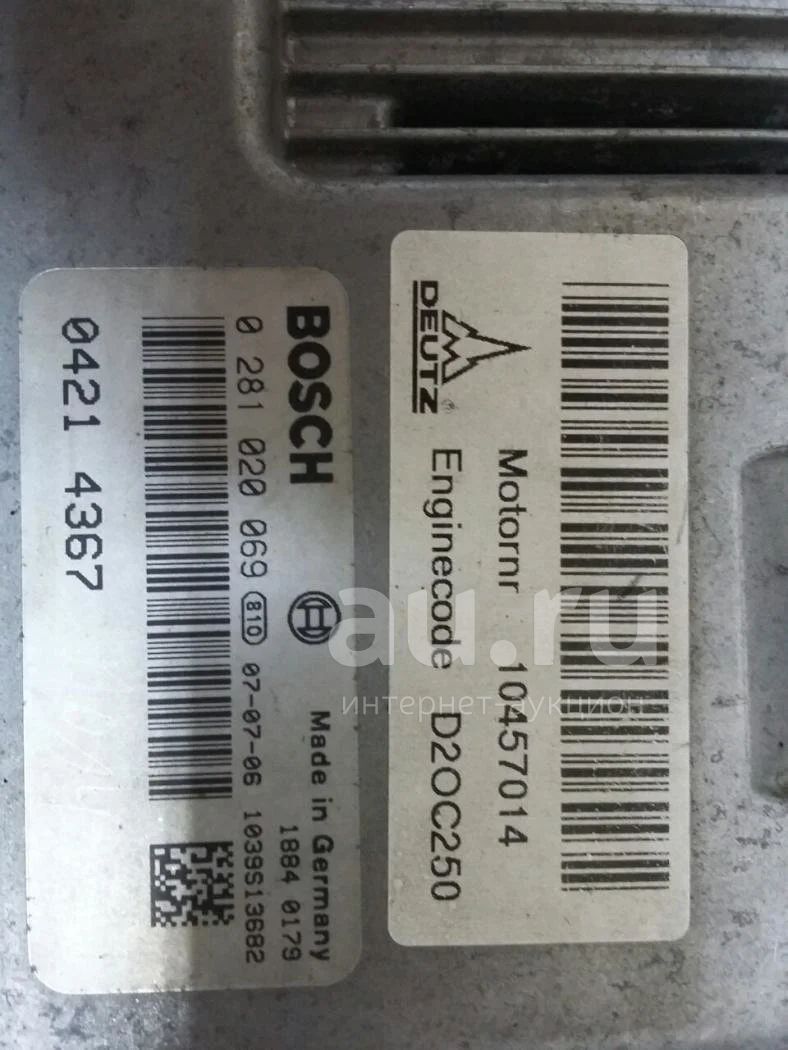 BOSCH
Made in Germany
1884 0179
0 281 020 069 810 07-07-06 1039S13682
0421 4367
DEUTZ
Motornr 10457014
Enginecode D2OC250
au.ru
интернет-аукцион